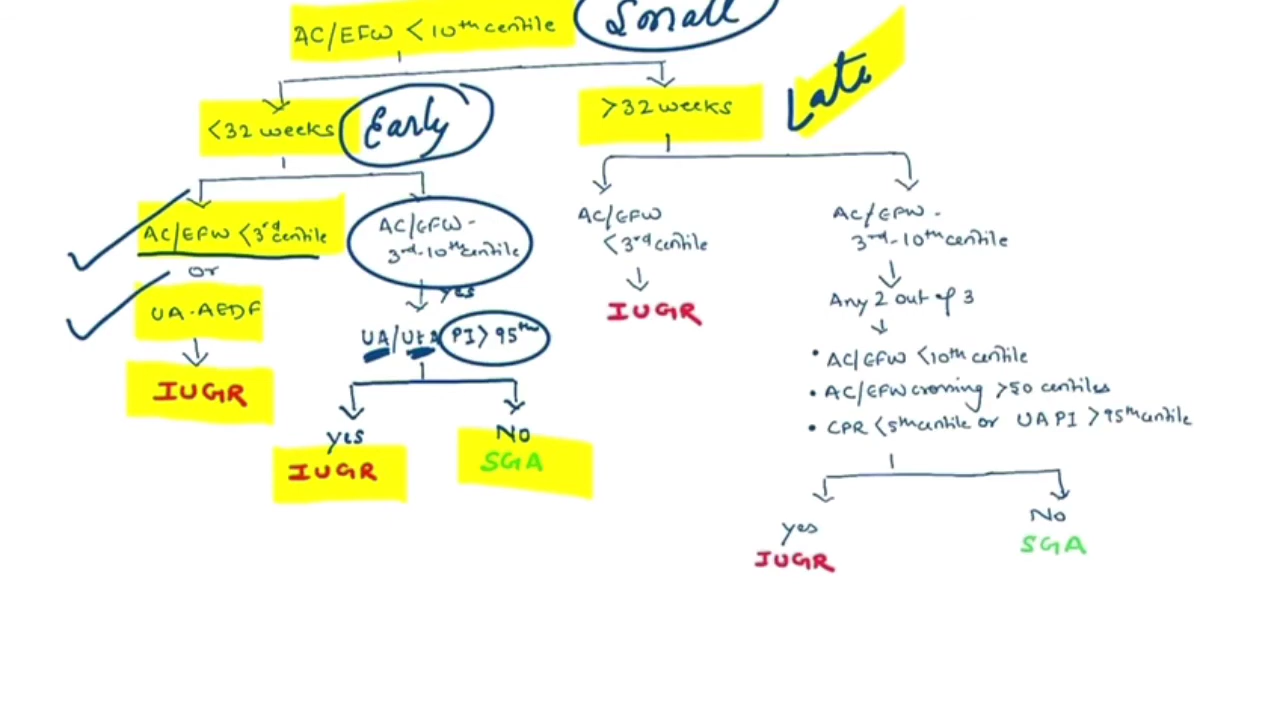 Small
AC/EFW < 10th centile
Late
< 32 weeks
Early
> 32 weeks
AC/EFW < 3rd centile
or
UA-AEDF
IUGR
AC/EFW -
3rd-10th centile
yes
UA/UtA PI > 95th
yes
IUGR
No
SGA
AC/EFW
< 3rd centile
IUGR
AC/EFW -
3rd-10th centile
Any 2 out of 3
• AC/EFW < 10th centile
• AC/EFW crossing > 50 centiles
• CPR < 5th centile or UA PI > 95th centile
yes
IUGR
No
SGA